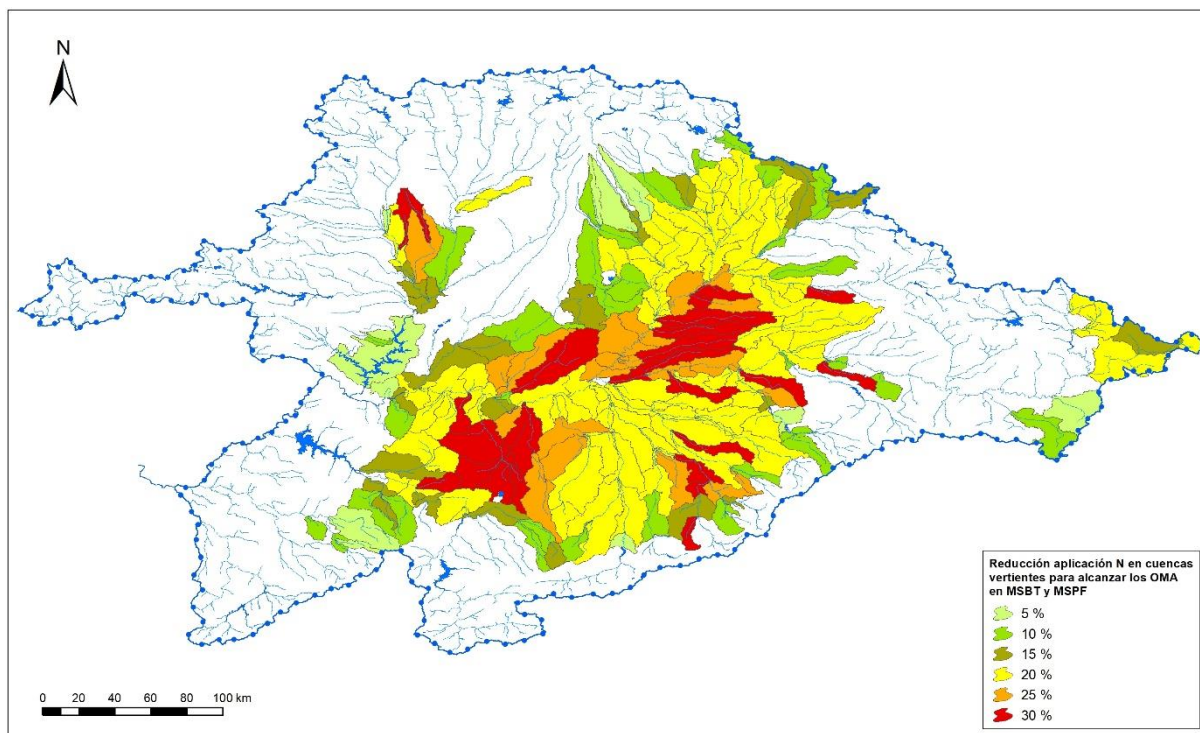 N
0 20 40 60 80 100 km
Reducción aplicación N en cuencas
vertientes para alcanzar los OMA
en MSBT y MSPF
5 %
10 %
15 %
20 %
25 %
30 %